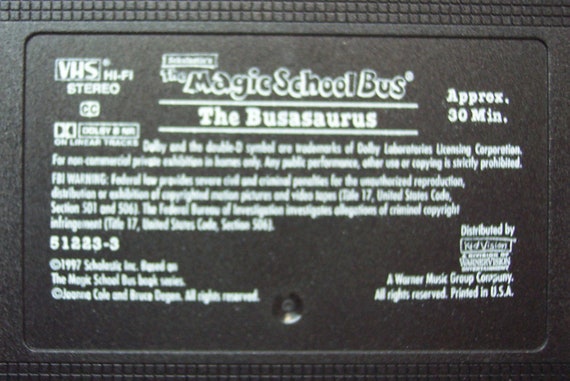 VHS HI-FI
STEREO
CC
DOLBY B NR
ON LINEAR TRACKS
Scholastic's
The Magic School Bus®
The Busasaurus
Approx.
30 Min.
Dolby and the double-D symbol are trademarks of Dolby Laboratories Licensing Corporation.
For non-commercial private exhibition in homes only. Any public performance, other use or copying is strictly prohibited.
FBI WARNING: Federal law provides severe civil and criminal penalties for the unauthorized reproduction,
distribution or exhibition of copyrighted motion pictures and video tapes (Title 17, United States Code,
Section 501 and 506). The Federal Bureau of Investigation investigates allegations of criminal copyright
infringement (Title 17, United States Code, Section 506).
51223-3
©1997 Scholastic Inc. Based on
The Magic School Bus book series.
©Joanna Cole and Bruce Degen. All rights reserved.
Distributed by
KidVision
A DIVISION OF
WARNERVISION
ENTERTAINMENT
A Warner Music Group Company.
All rights reserved. Printed in U.S.A.